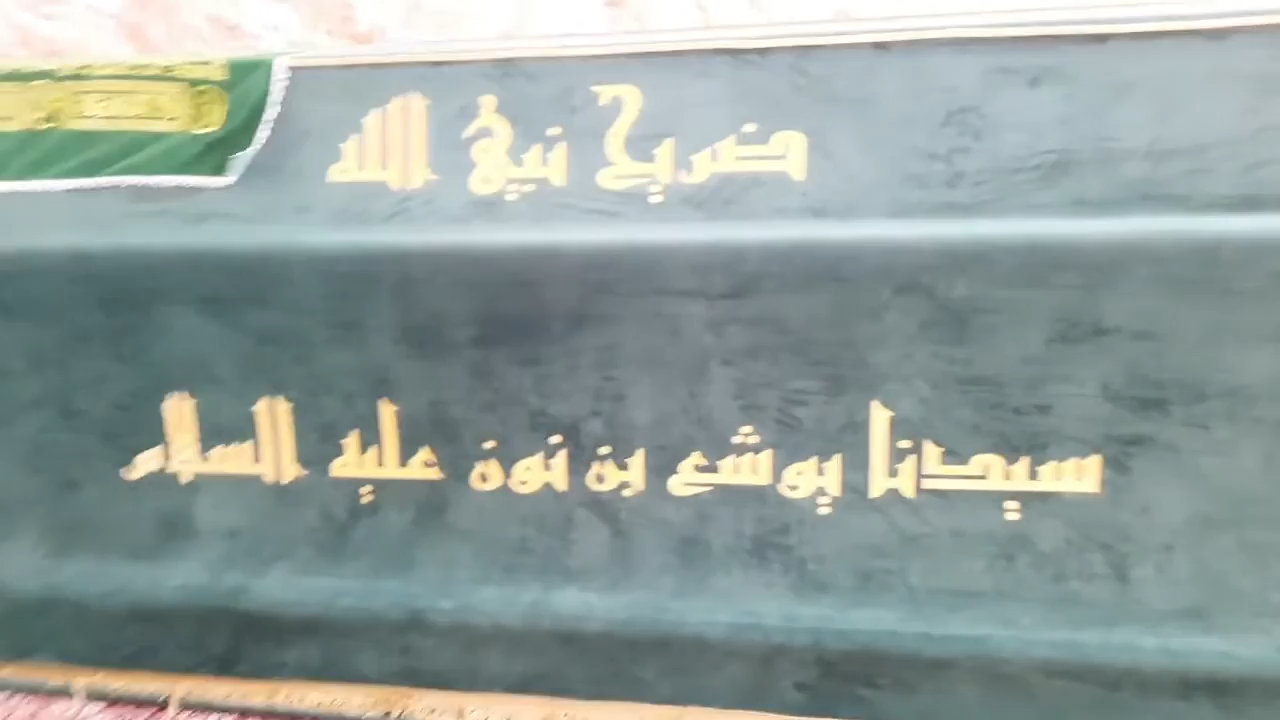 ضريح نبي الله
سيدنا يوشع بن نون عليه السلام